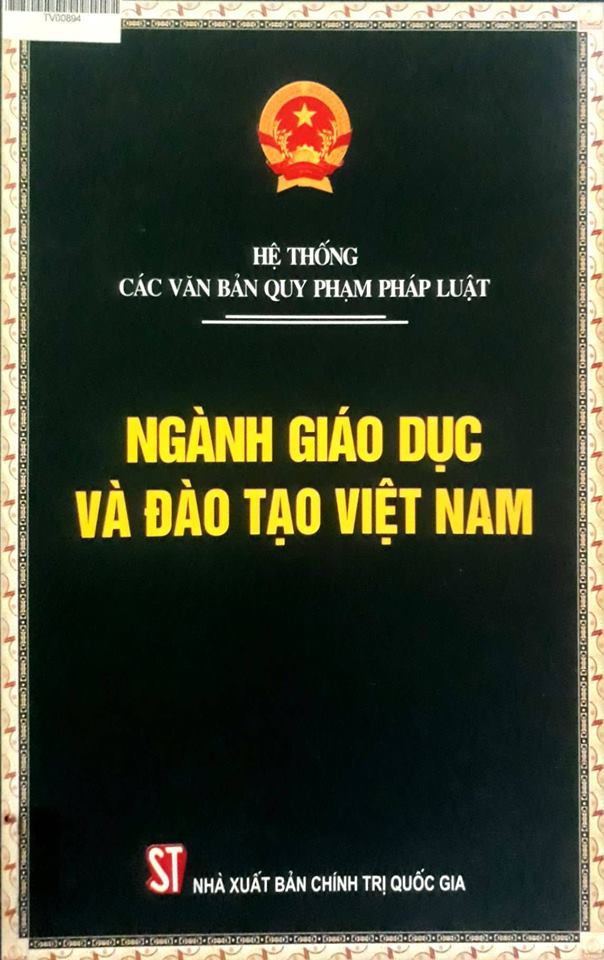 TV00894
HỆ THỐNG
CÁC VĂN BẢN QUY PHẠM PHÁP LUẬT
NGÀNH GIÁO DỤC
VÀ ĐÀO TẠO VIỆT NAM
ST NHÀ XUẤT BẢN CHÍNH TRỊ QUỐC GIA